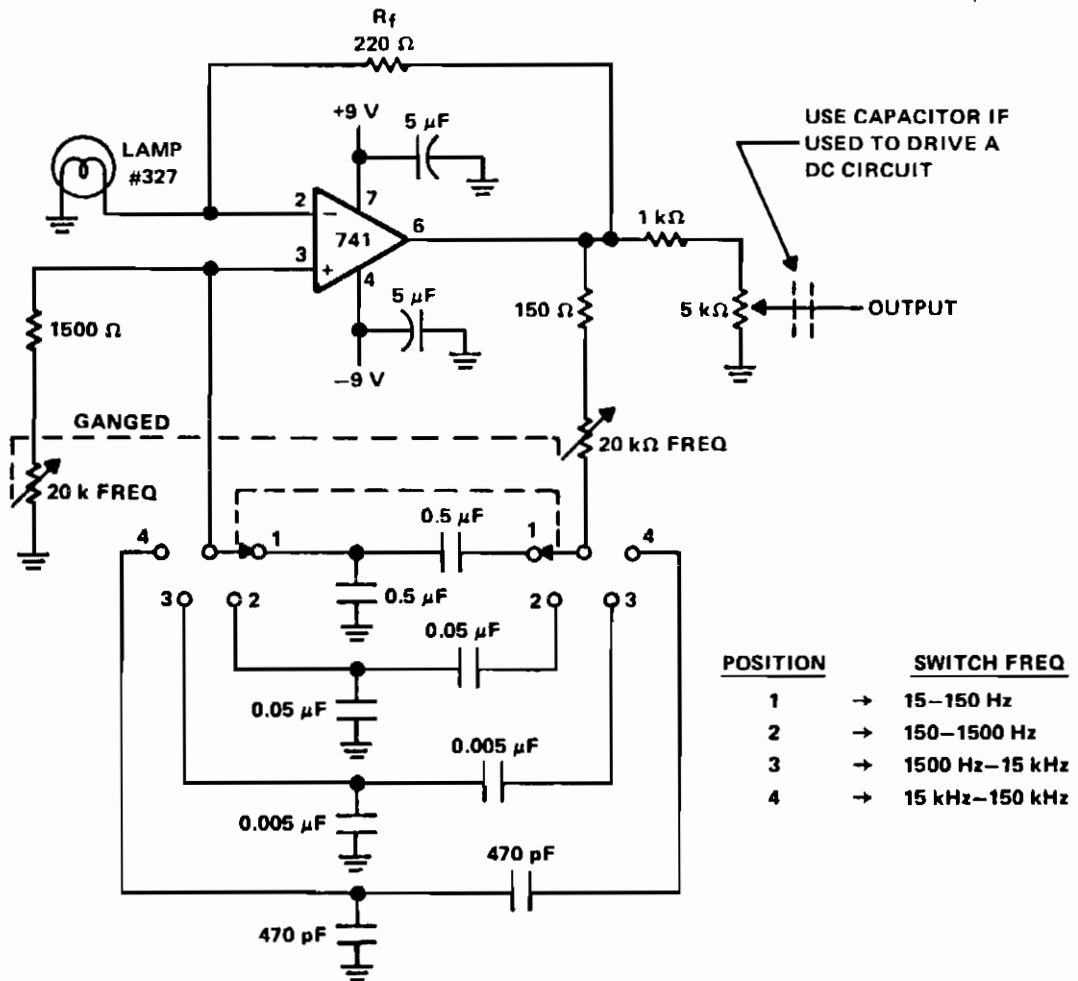 Rf
220 Ω
+9 V
5 µF
USE CAPACITOR IF
USED TO DRIVE A
DC CIRCUIT
LAMP
#327
2
–
7
741
6
3
+
4
1 kΩ
5 µF
150 Ω
5 kΩ
OUTPUT
1500 Ω
–9 V
GANGED
20 kΩ FREQ
20 k FREQ
4
1
0.5 µF
1
4
3
2
0.5 µF
2
3
0.05 µF
0.05 µF
0.005 µF
0.005 µF
470 pF
470 pF
POSITION SWITCH FREQ
1 → 15–150 Hz
2 → 150–1500 Hz
3 → 1500 Hz–15 kHz
4 → 15 kHz–150 kHz